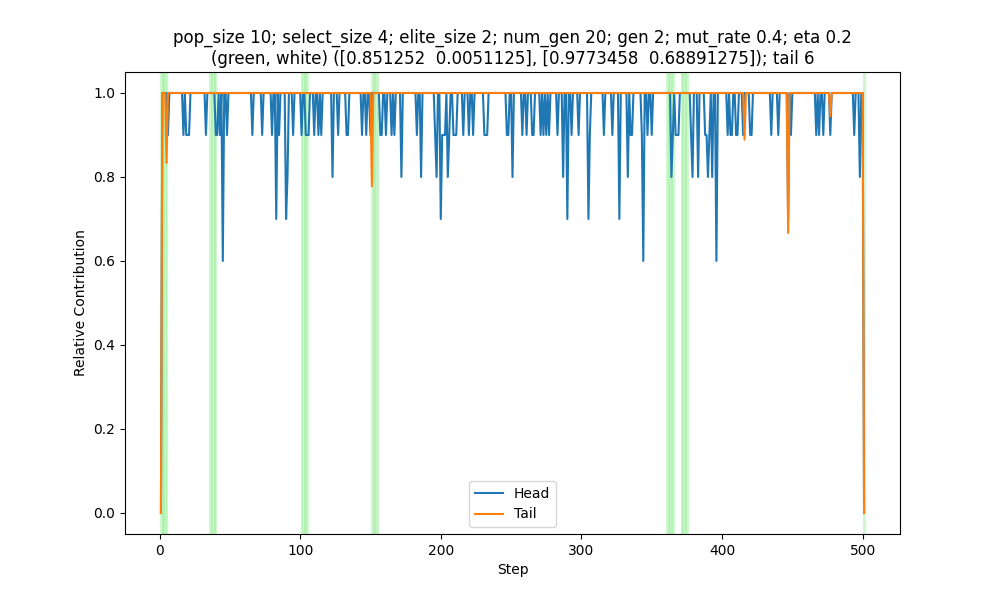 pop_size 10; select_size 4; elite_size 2; num_gen 20; gen 2; mut_rate 0.4; eta 0.2
(green, white) ([0.851252  0.0051125], [0.9773458  0.68891275]); tail 6
1.0
0.8
0.6
0.4
0.2
0.0
Relative Contribution
Head
Tail
0
100
200
300
400
500
Step